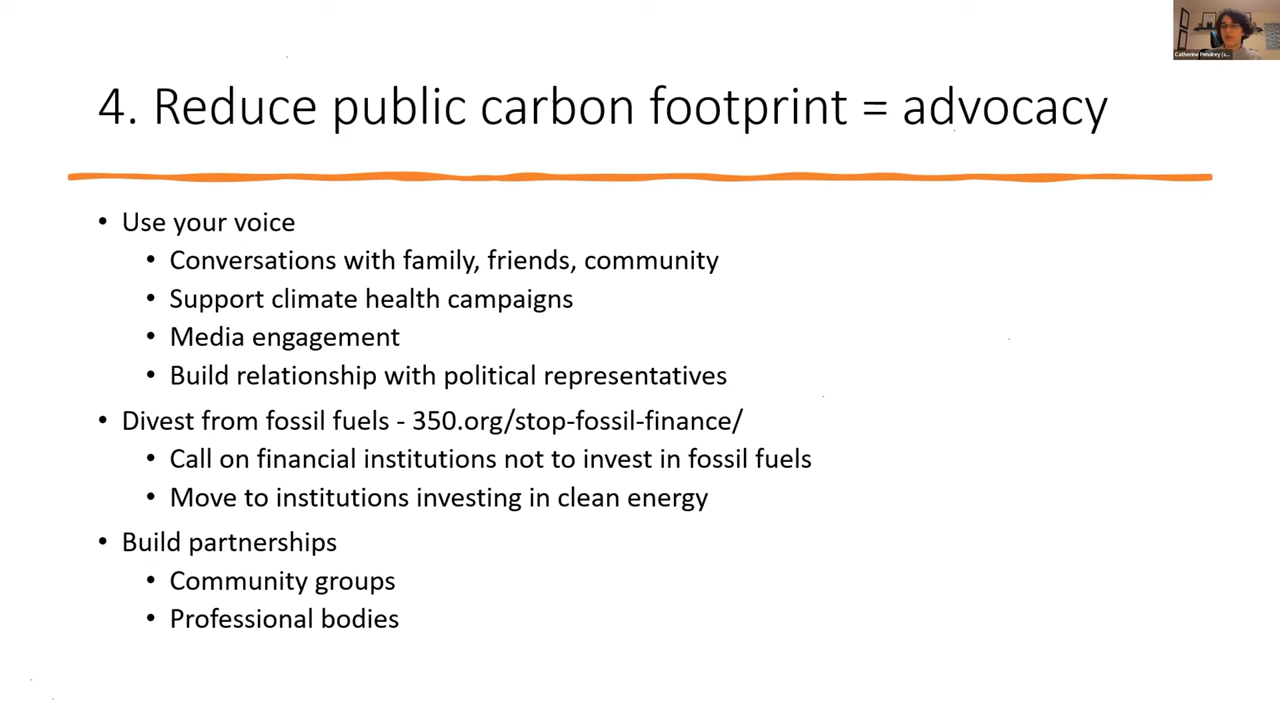 Catherine Pendrey (s...
4. Reduce public carbon footprint = advocacy
• Use your voice
• Conversations with family, friends, community
• Support climate health campaigns
• Media engagement
• Build relationship with political representatives
• Divest from fossil fuels - 350.org/stop-fossil-finance/
• Call on financial institutions not to invest in fossil fuels
• Move to institutions investing in clean energy
• Build partnerships
• Community groups
• Professional bodies